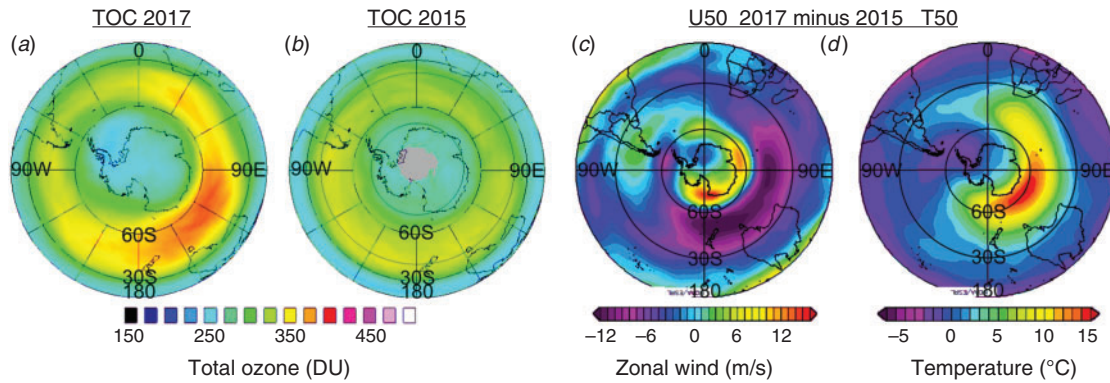 TOC 2017
TOC 2015
U50 2017 minus 2015 T50
(a)
(b)
(c)
(d)
0
0
0
0
90W
90E
90W
90E
90W
90E
90W
90E
60S
60S
60S
60S
30S
30S
30S
30S
180
180
180
180
150 250 350 450
−12 −6 0 6 12
−5 0 5 10 15
Total ozone (DU)
Zonal wind (m/s)
Temperature (°C)